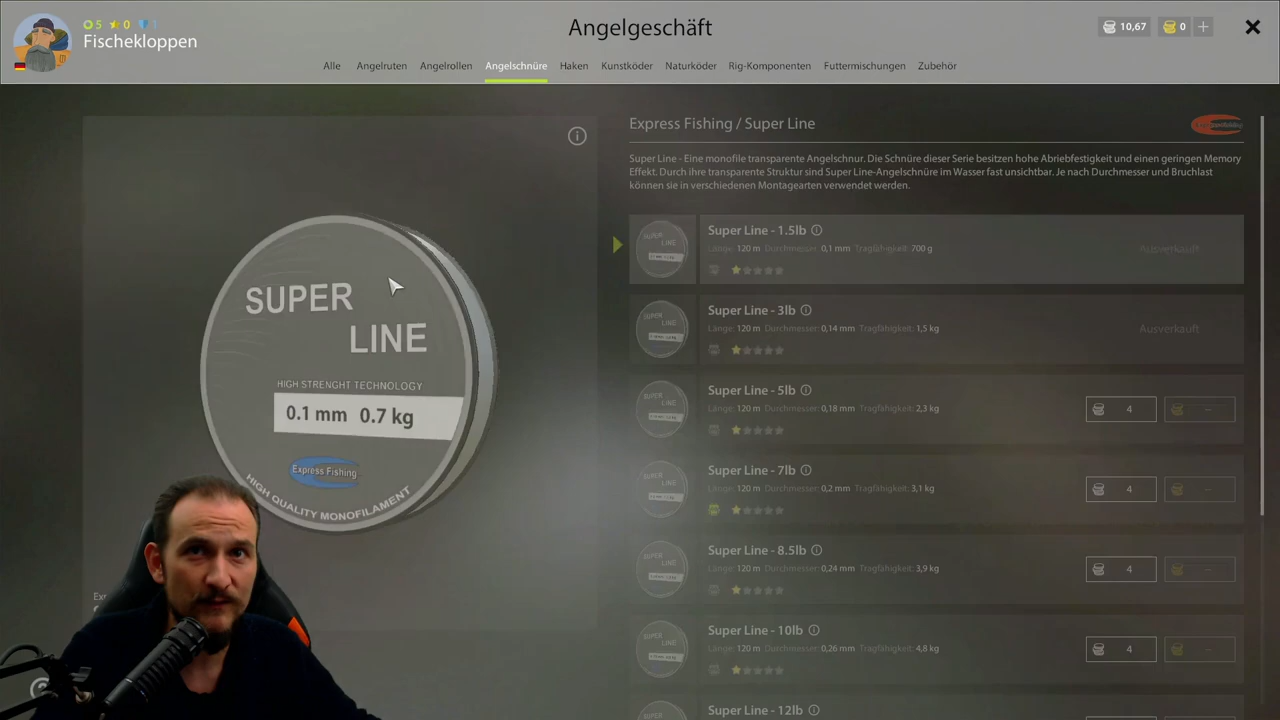 5 0 1
Fischekloppen
Angelgeschäft
10,67
0
Alle Angelruten Angelrollen Angelschnüre Haken Kunstköder Naturköder Rig-Komponenten Futtermischungen Zubehör
SUPER
LINE
HIGH STRENGHT TECHNOLOGY
0.1 mm 0.7 kg
Express Fishing
HIGH QUALITY MONOFILAMENT
Express Fishing / Super Line
Super Line - Eine monofile transparente Angelschnur. Die Schnüre dieser Serie besitzen hohe Abriebfestigkeit und einen geringen Memory
Effekt. Durch ihre transparente Struktur sind Super Line-Angelschnüre im Wasser fast unsichtbar. Je nach Durchmesser und Bruchlast
können sie in verschiedenen Montagearten verwendet werden.
Super Line - 1.5lb
Länge: 120 m Durchmesser: 0,1 mm Tragfähigkeit: 700 g
Ausverkauft
Super Line - 3lb
Länge: 120 m Durchmesser: 0,14 mm Tragfähigkeit: 1,5 kg
Ausverkauft
Super Line - 5lb
Länge: 120 m Durchmesser: 0,18 mm Tragfähigkeit: 2,3 kg
4 –
Super Line - 7lb
Länge: 120 m Durchmesser: 0,2 mm Tragfähigkeit: 3,1 kg
4 –
Super Line - 8.5lb
Länge: 120 m Durchmesser: 0,24 mm Tragfähigkeit: 3,9 kg
4 –
Super Line - 10lb
Länge: 120 m Durchmesser: 0,26 mm Tragfähigkeit: 4,8 kg
4 –
Super Line - 12lb